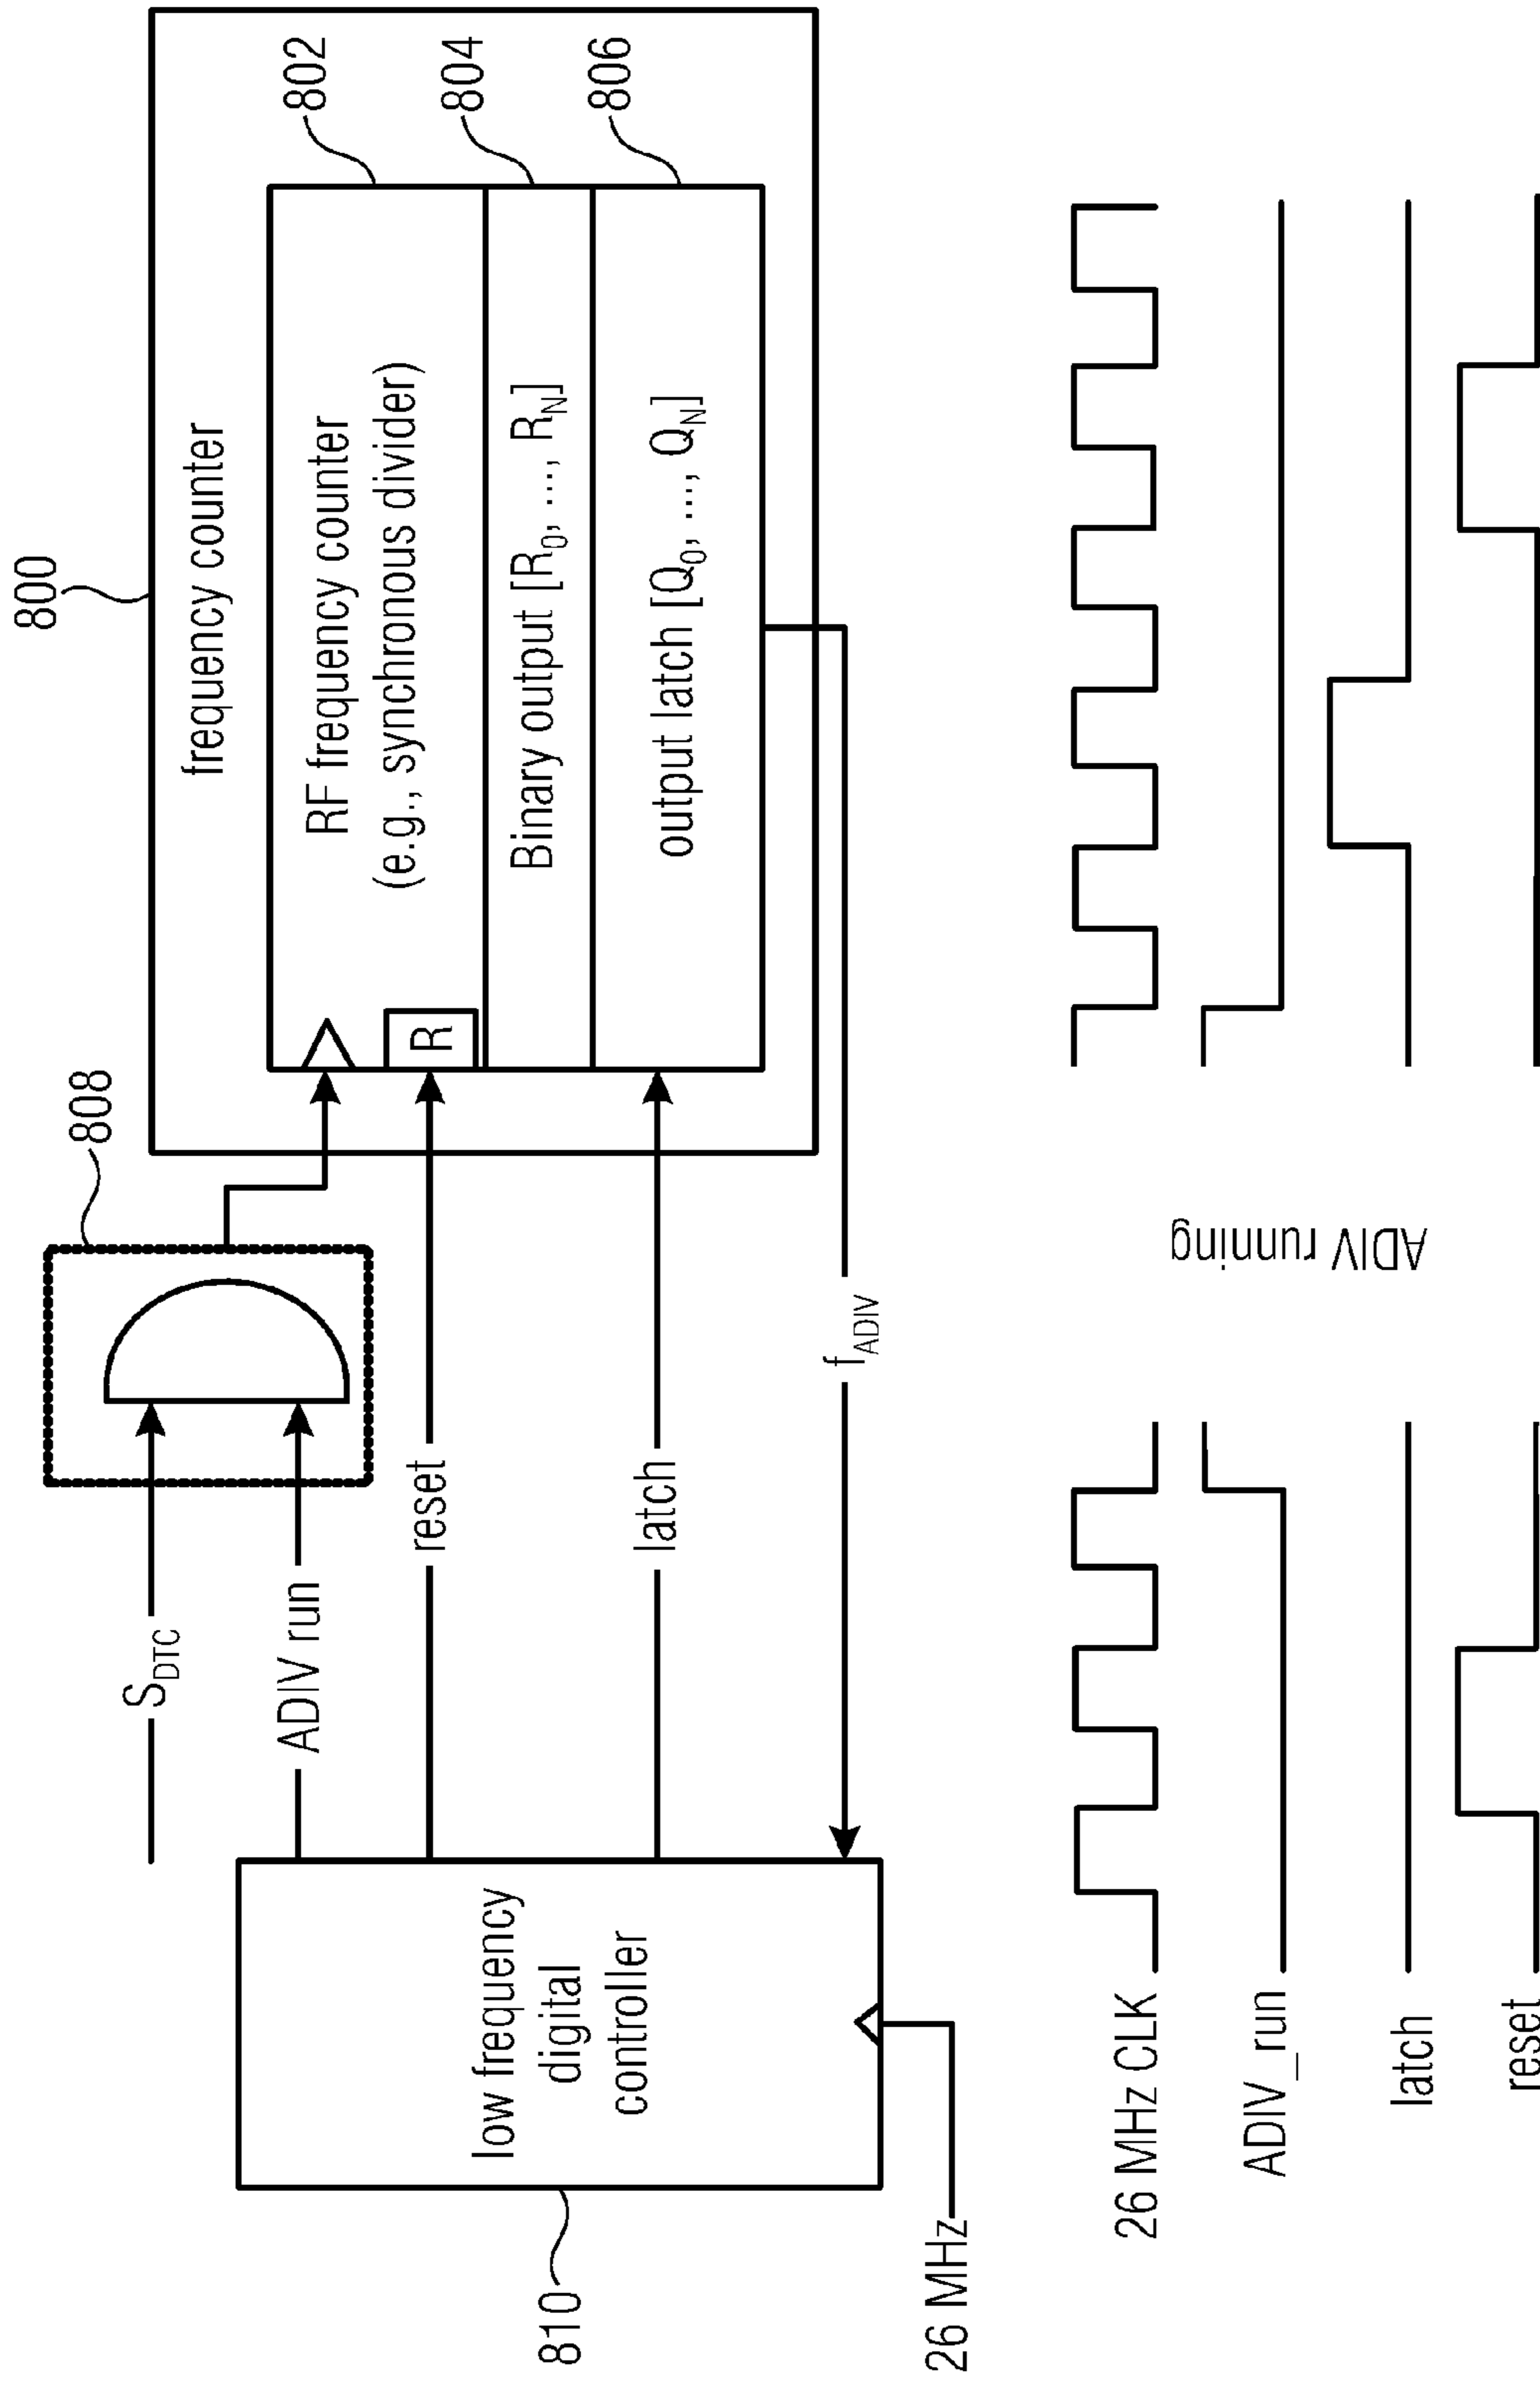 800
frequency counter
802
RF frequency counter
(e.g., synchronous divider)
R
804
Binary output [R0, ..., RN]
806
output latch [Q0, ..., QN]
808
SDTC
ADIV run
reset
latch
fADIV
low frequency
digital
controller
810
26 MHz
26 MHz CLK
ADIV_run
latch
reset
ADIV running